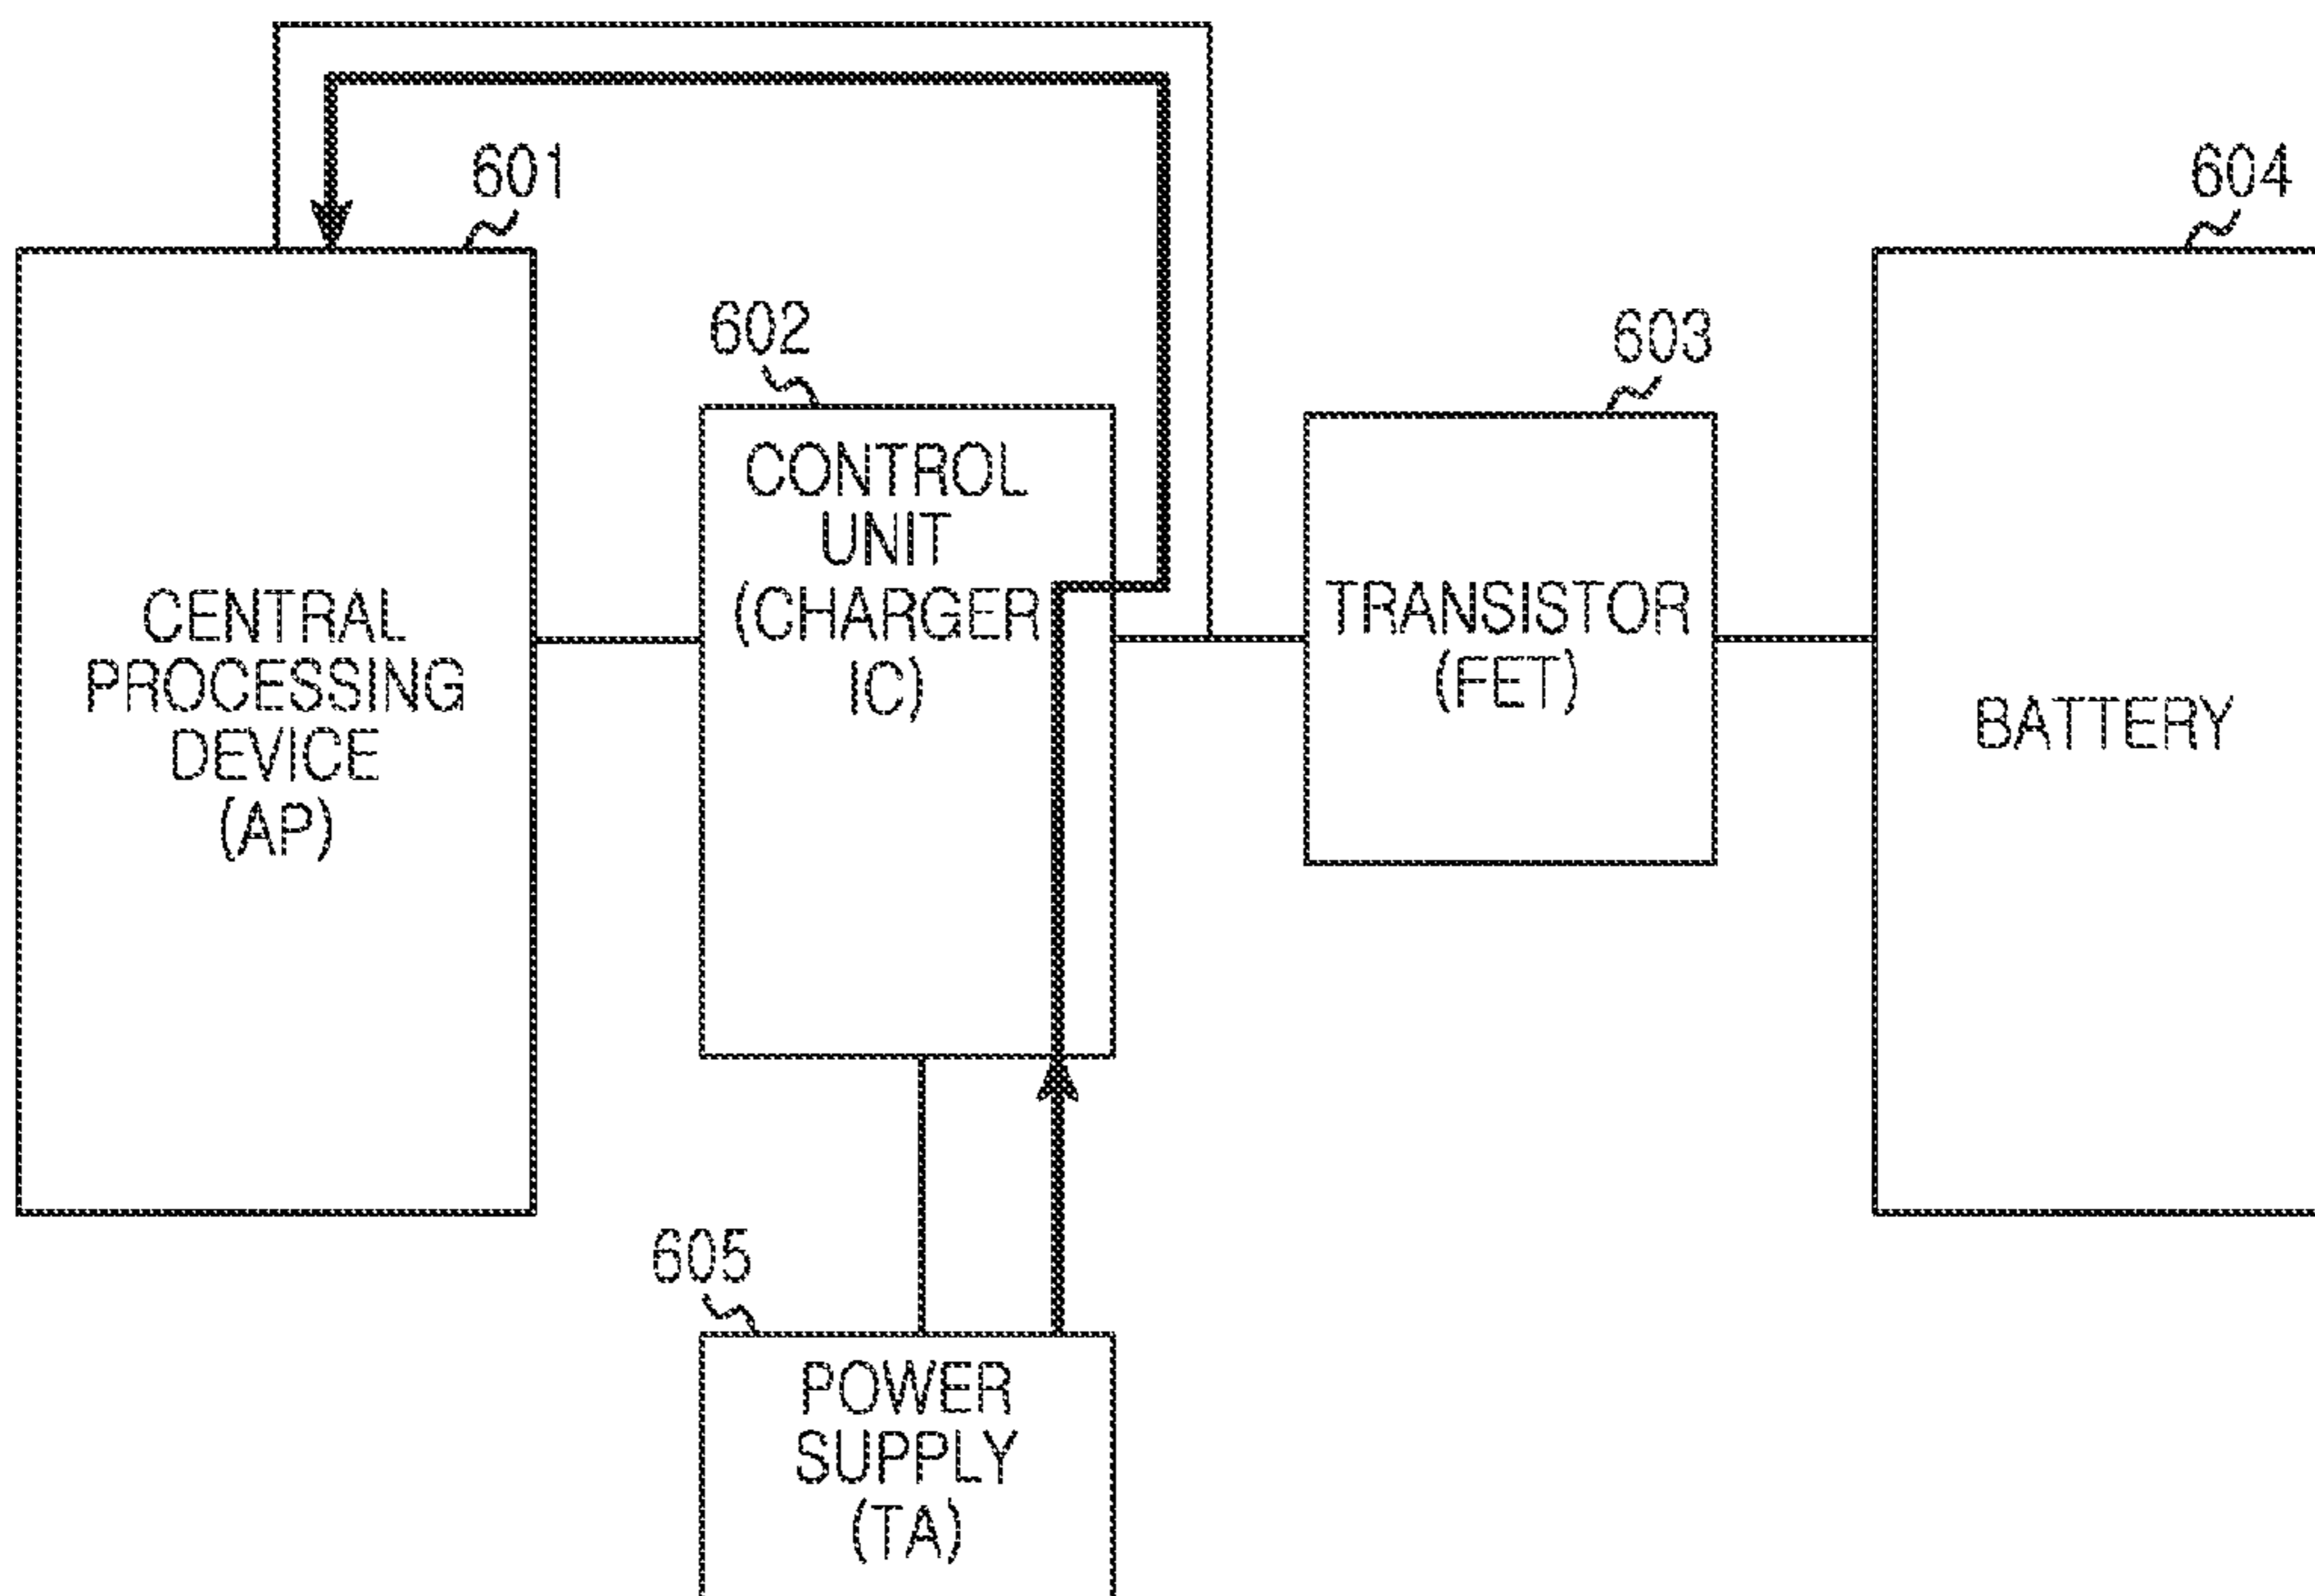 601
604
602
603
CONTROL
UNIT
(CHARGER
IC)
CENTRAL
PROCESSING
DEVICE
(AP)
TRANSISTOR
(FET)
BATTERY
605
POWER
SUPPLY
(TA)